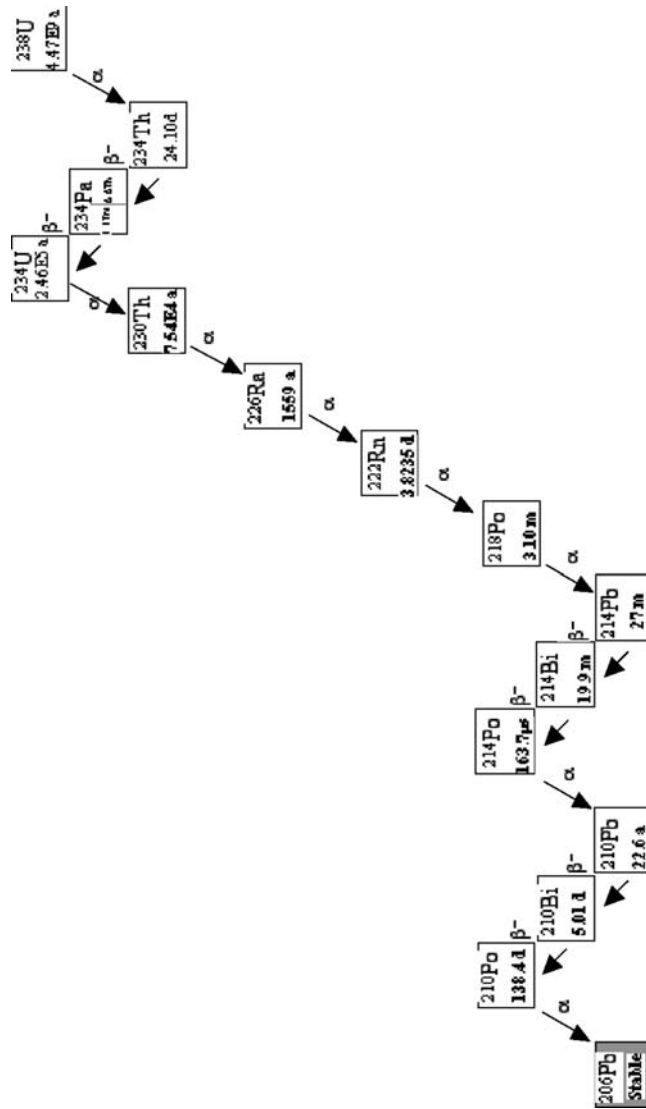 238U
4.47E9 a
α
234Th
24.10d
β−
234Pa
β−
234U
2.46E5 a
α
230Th
7.54E4 a
α
226Ra
1559 a
α
222Rn
3.8235 d
α
218Po
3.10 m
α
214Pb
27 m
β−
214Bi
19.9 m
β−
214Po
163.7μs
α
210Pb
22.6 a
β−
210Bi
5.01 d
β−
210Po
138.4 d
α
206Pb
Stable